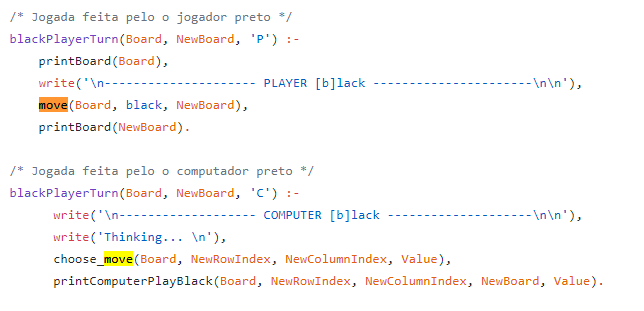 /* Jogada feita pelo o jogador preto */
blackPlayerTurn(Board, NewBoard, 'P') :-
    printBoard(Board),
    write('\n--------------------- PLAYER [b]lack ----------------------\n\n'),
    move(Board, black, NewBoard),
    printBoard(NewBoard).
/* Jogada feita pelo o computador preto */
blackPlayerTurn(Board, NewBoard, 'C') :-
      write('\n------------------- COMPUTER [b]lack --------------------\n\n'),
      write('Thinking... \n'),
      choose_move(Board, NewRowIndex, NewColumnIndex, Value),
      printComputerPlayBlack(Board, NewRowIndex, NewColumnIndex, NewBoard, Value).